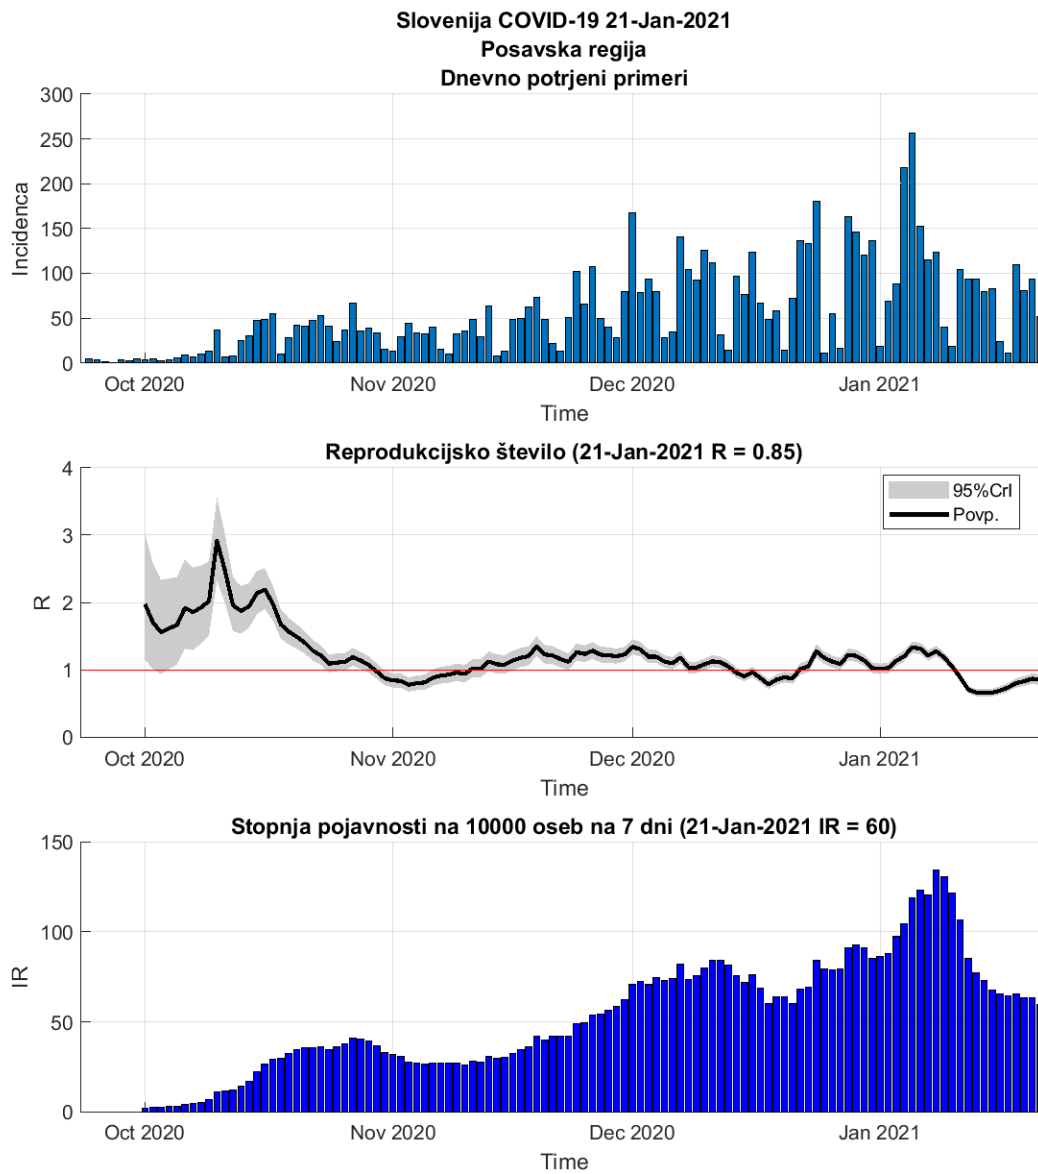 Slovenija COVID-19 21-Jan-2021
Posavska regija
Dnevno potrjeni primeri
300
250
200
150
100
50
0
Incidenca
Oct 2020 Nov 2020 Dec 2020 Jan 2021
Time
Reprodukcijsko število (21-Jan-2021 R = 0.85)
4
3
2
1
0
R
95%CrI
Povp.
Oct 2020 Nov 2020 Dec 2020 Jan 2021
Time
Stopnja pojavnosti na 10000 oseb na 7 dni (21-Jan-2021 IR = 60)
150
100
50
0
IR
Oct 2020 Nov 2020 Dec 2020 Jan 2021
Time